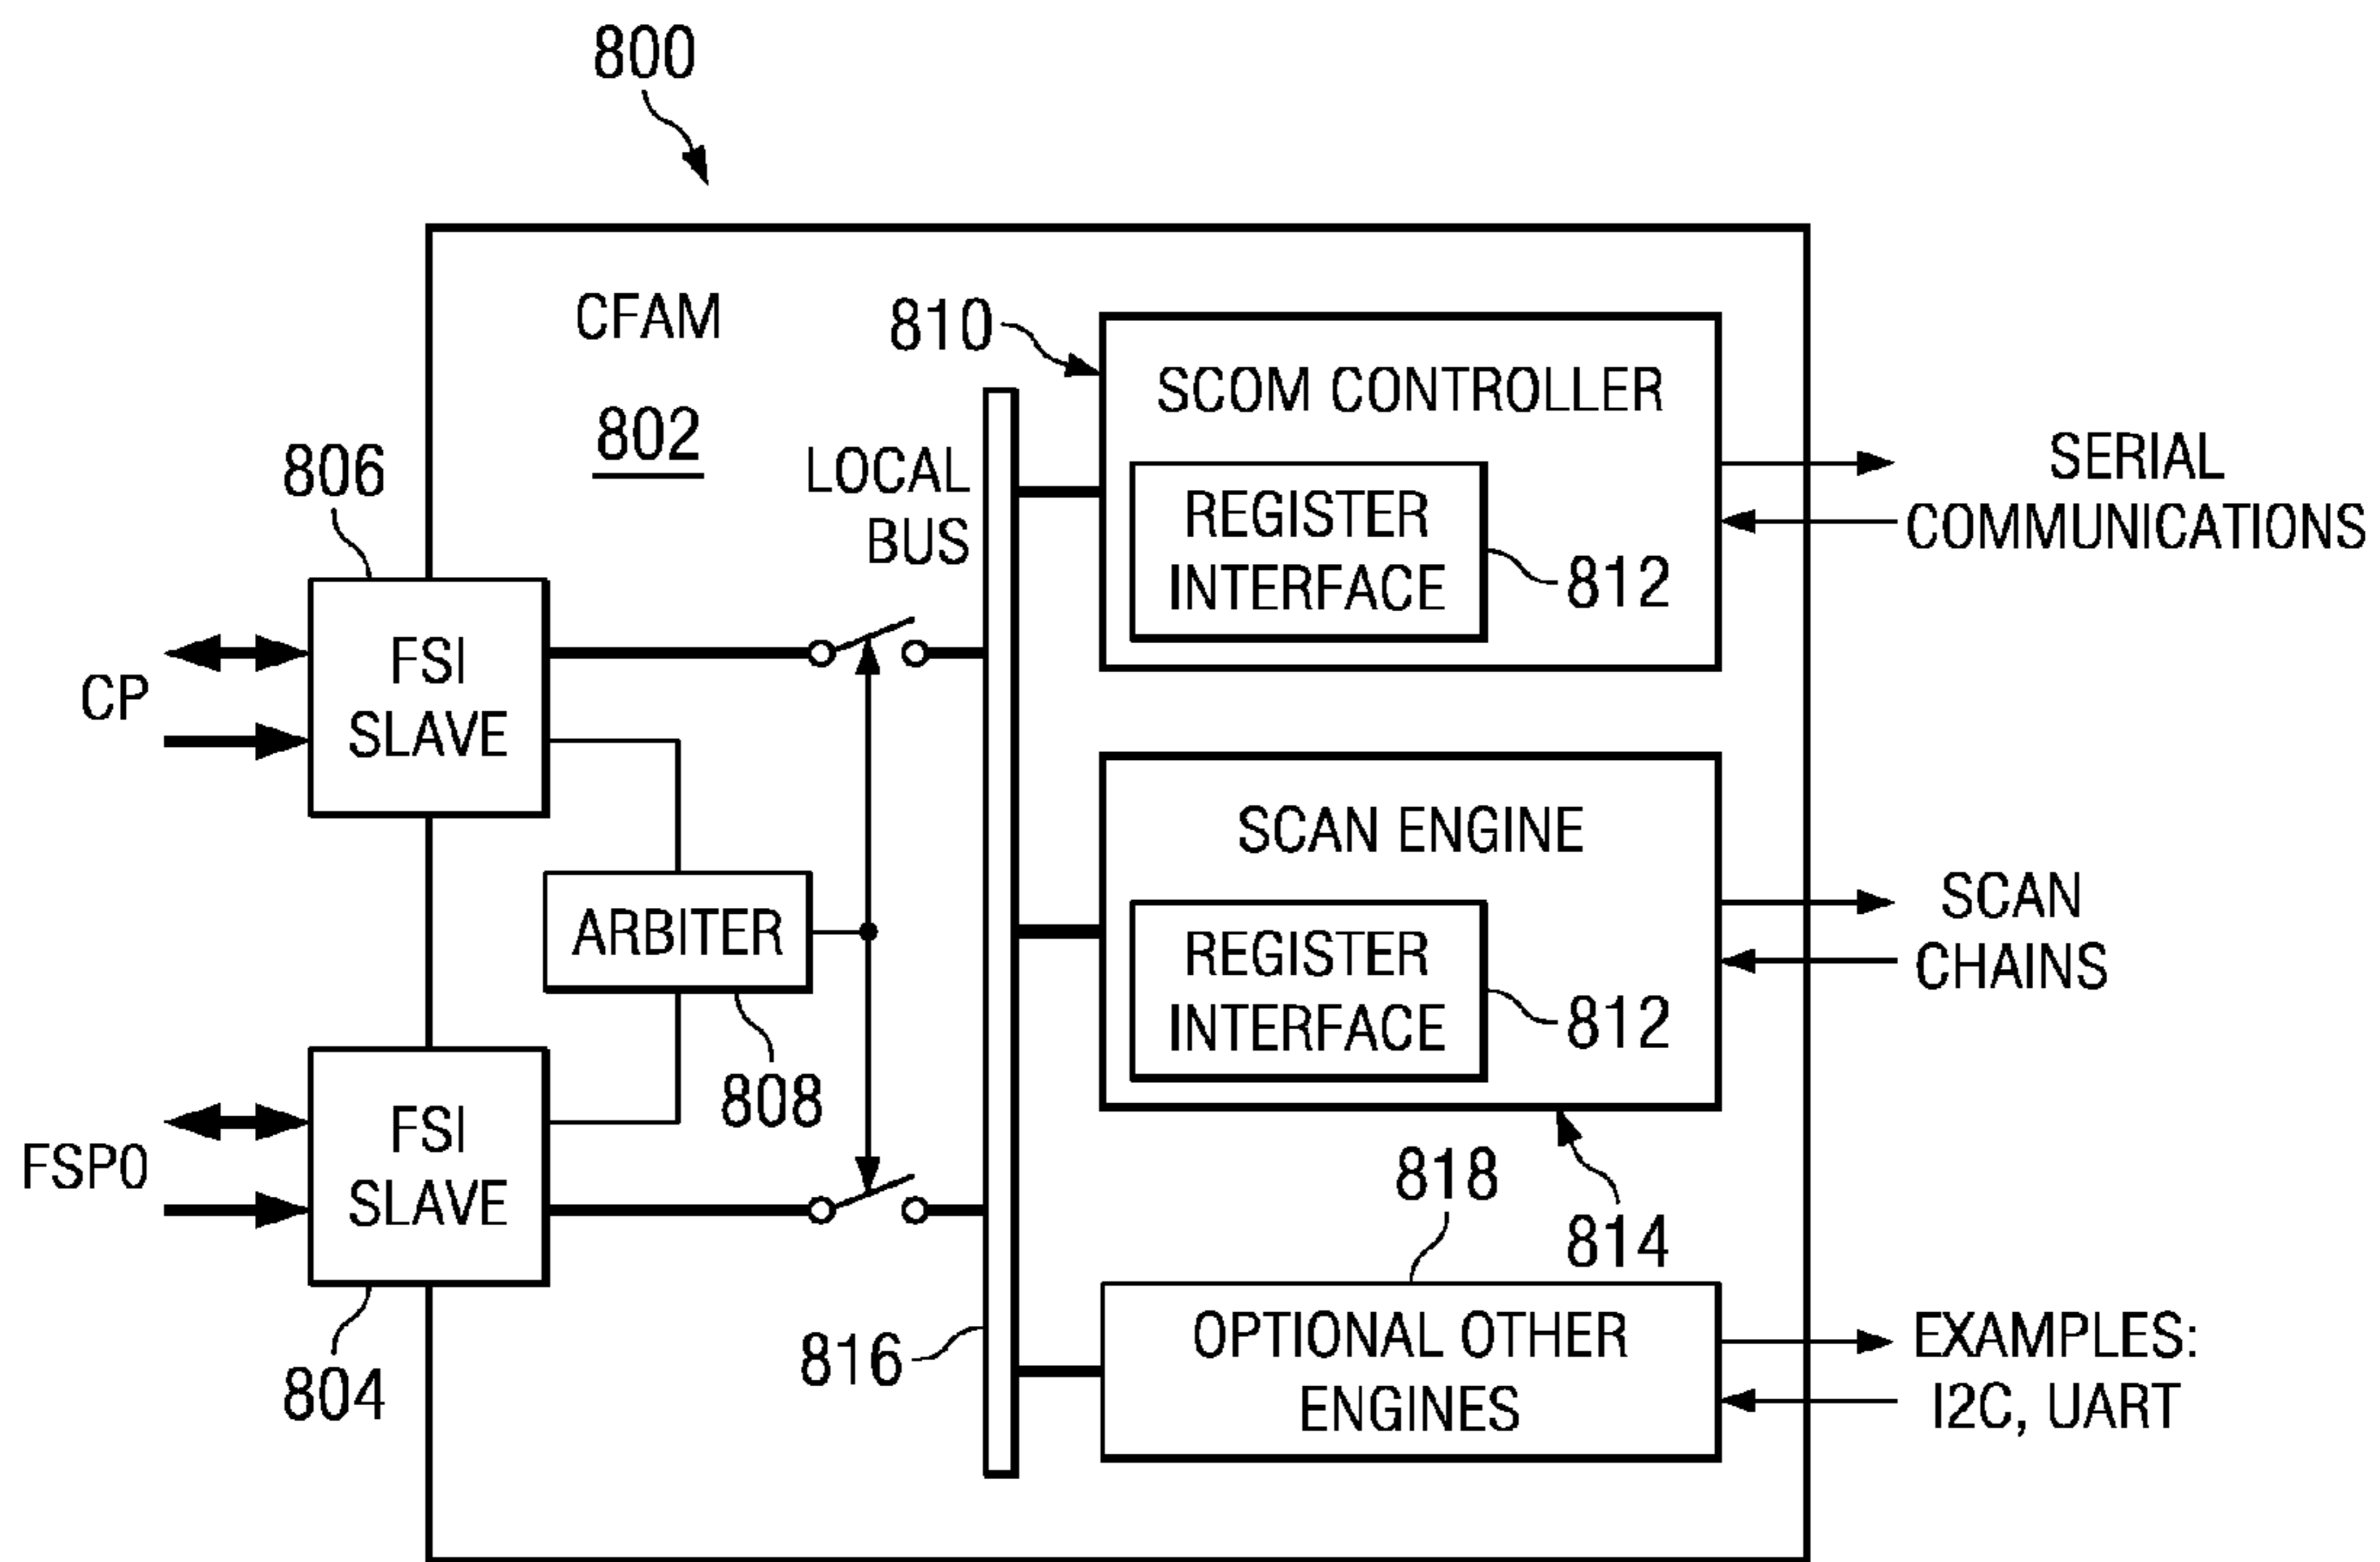 800
CFAM
802
810
SCOM CONTROLLER
REGISTER
INTERFACE
812
SERIAL
COMMUNICATIONS
LOCAL
BUS
806
FSI
SLAVE
CP
ARBITER
808
SCAN ENGINE
REGISTER
INTERFACE
812
SCAN
CHAINS
814
FSP0
FSI
SLAVE
804
816
818
OPTIONAL OTHER
ENGINES
EXAMPLES:
I2C, UART